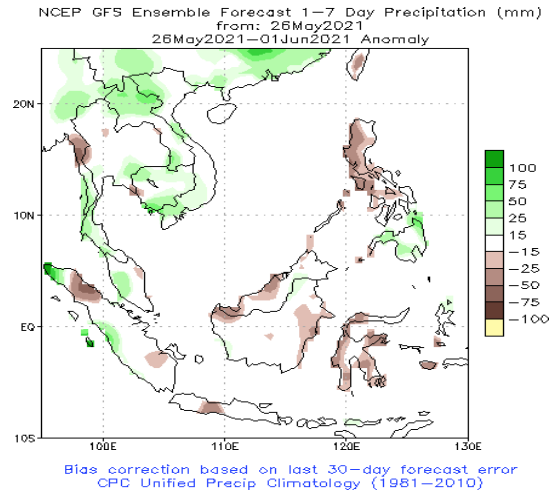 NCEP GFS Ensemble Forecast 1-7 Day Precipitation (mm)
from: 26May2021
26May2021-01Jun2021 Anomaly
20N
10N
EQ
10S
100E
110E
120E
130E
100
75
50
25
15
-15
-25
-50
-75
-100
Bias correction based on last 30-day forecast error
CPC Unified Precip Climatology (1981-2010)